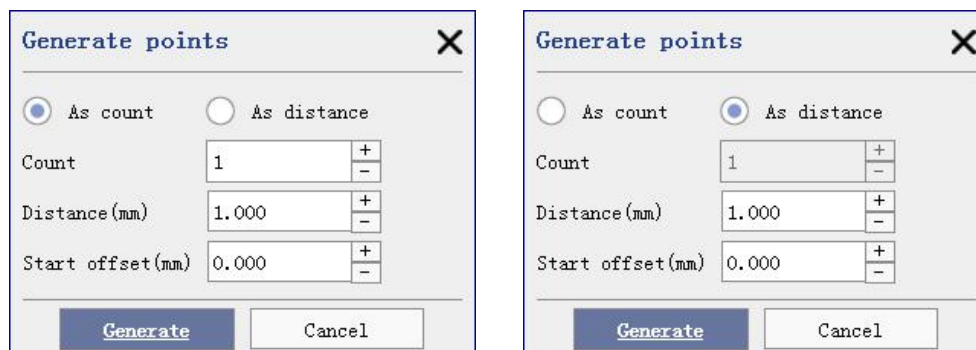 Generate points
As count As distance
Count 1 + -
Distance(mm) 1.000 + -
Start offset(mm) 0.000 + -
Generate Cancel
Generate points
As count As distance
Count 1 + -
Distance(mm) 1.000 + -
Start offset(mm) 0.000 + -
Generate Cancel